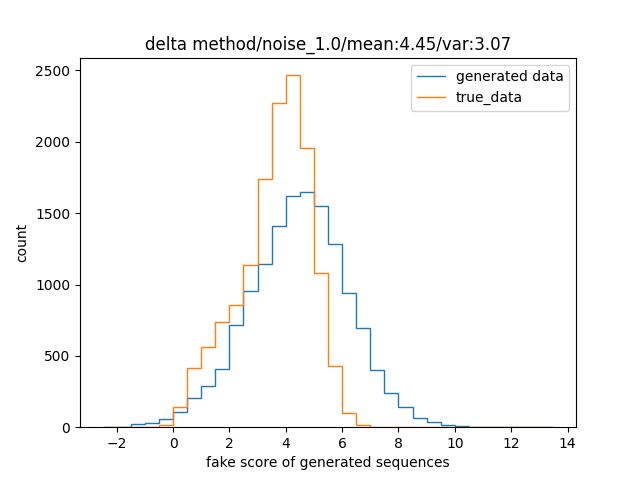 delta method/noise_1.0/mean:4.45/var:3.07
generated data
true_data
2500
2000
1500
1000
500
0
count
−2 0 2 4 6 8 10 12 14
fake score of generated sequences